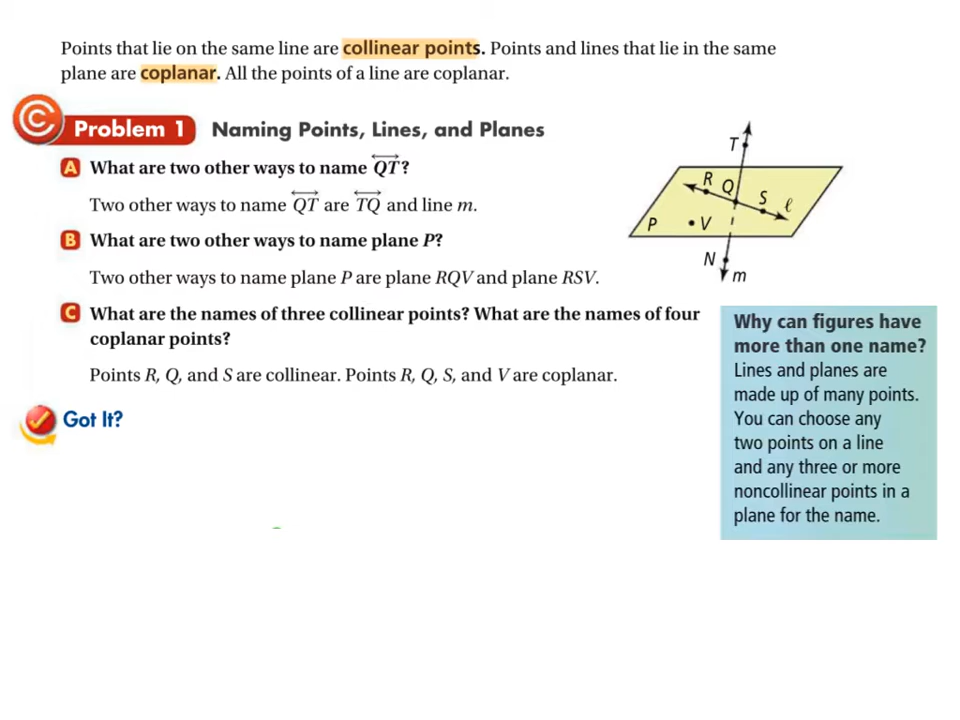 Points that lie on the same line are collinear points. Points and lines that lie in the same
plane are coplanar. All the points of a line are coplanar.
C Problem 1 Naming Points, Lines, and Planes
A What are two other ways to name QT?
Two other ways to name QT are TQ and line m.
B What are two other ways to name plane P?
Two other ways to name plane P are plane RQV and plane RSV.
C What are the names of three collinear points? What are the names of four
coplanar points?
Points R, Q, and S are collinear. Points R, Q, S, and V are coplanar.
Got It?
T
R Q S ℓ
P V
N
m
Why can figures have
more than one name?
Lines and planes are
made up of many points.
You can choose any
two points on a line
and any three or more
noncollinear points in a
plane for the name.